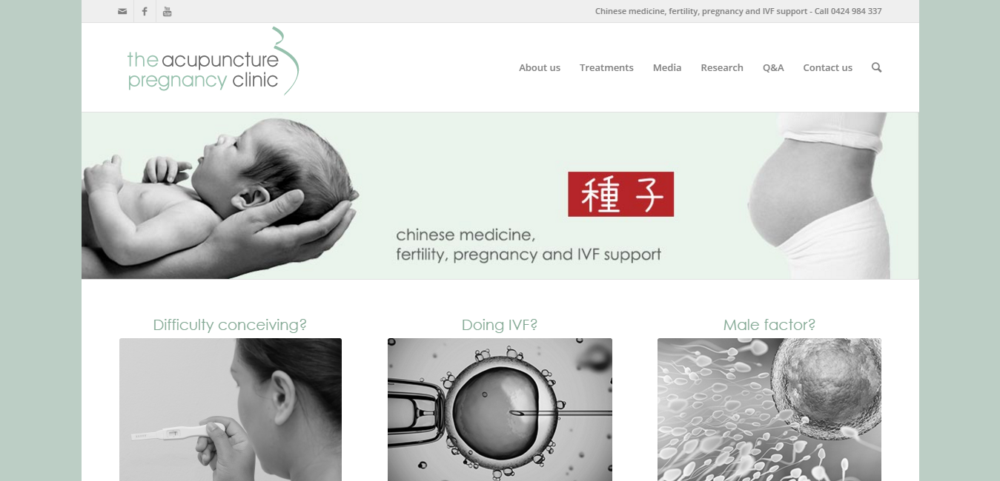 Chinese medicine, fertility, pregnancy and IVF support - Call 0424 984 337
the acupuncture
pregnancy clinic
About us Treatments Media Research Q&A Contact us
種子
chinese medicine,
fertility, pregnancy and IVF support
Difficulty conceiving? Doing IVF? Male factor?